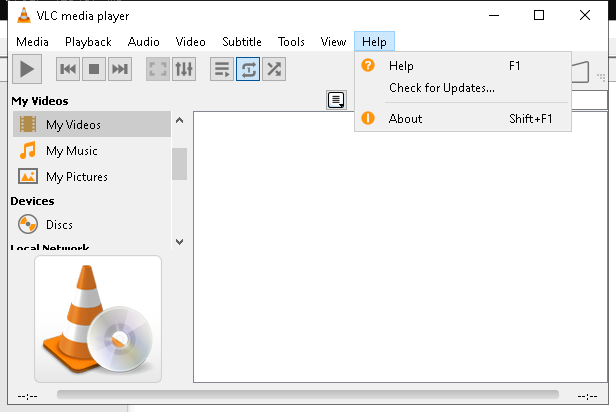 VLC media player
Media Playback Audio Video Subtitle Tools View Help
Help F1
Check for Updates...
About Shift+F1
My Videos
My Videos
My Music
My Pictures
Devices
Discs
Local Network
--:-- --:--